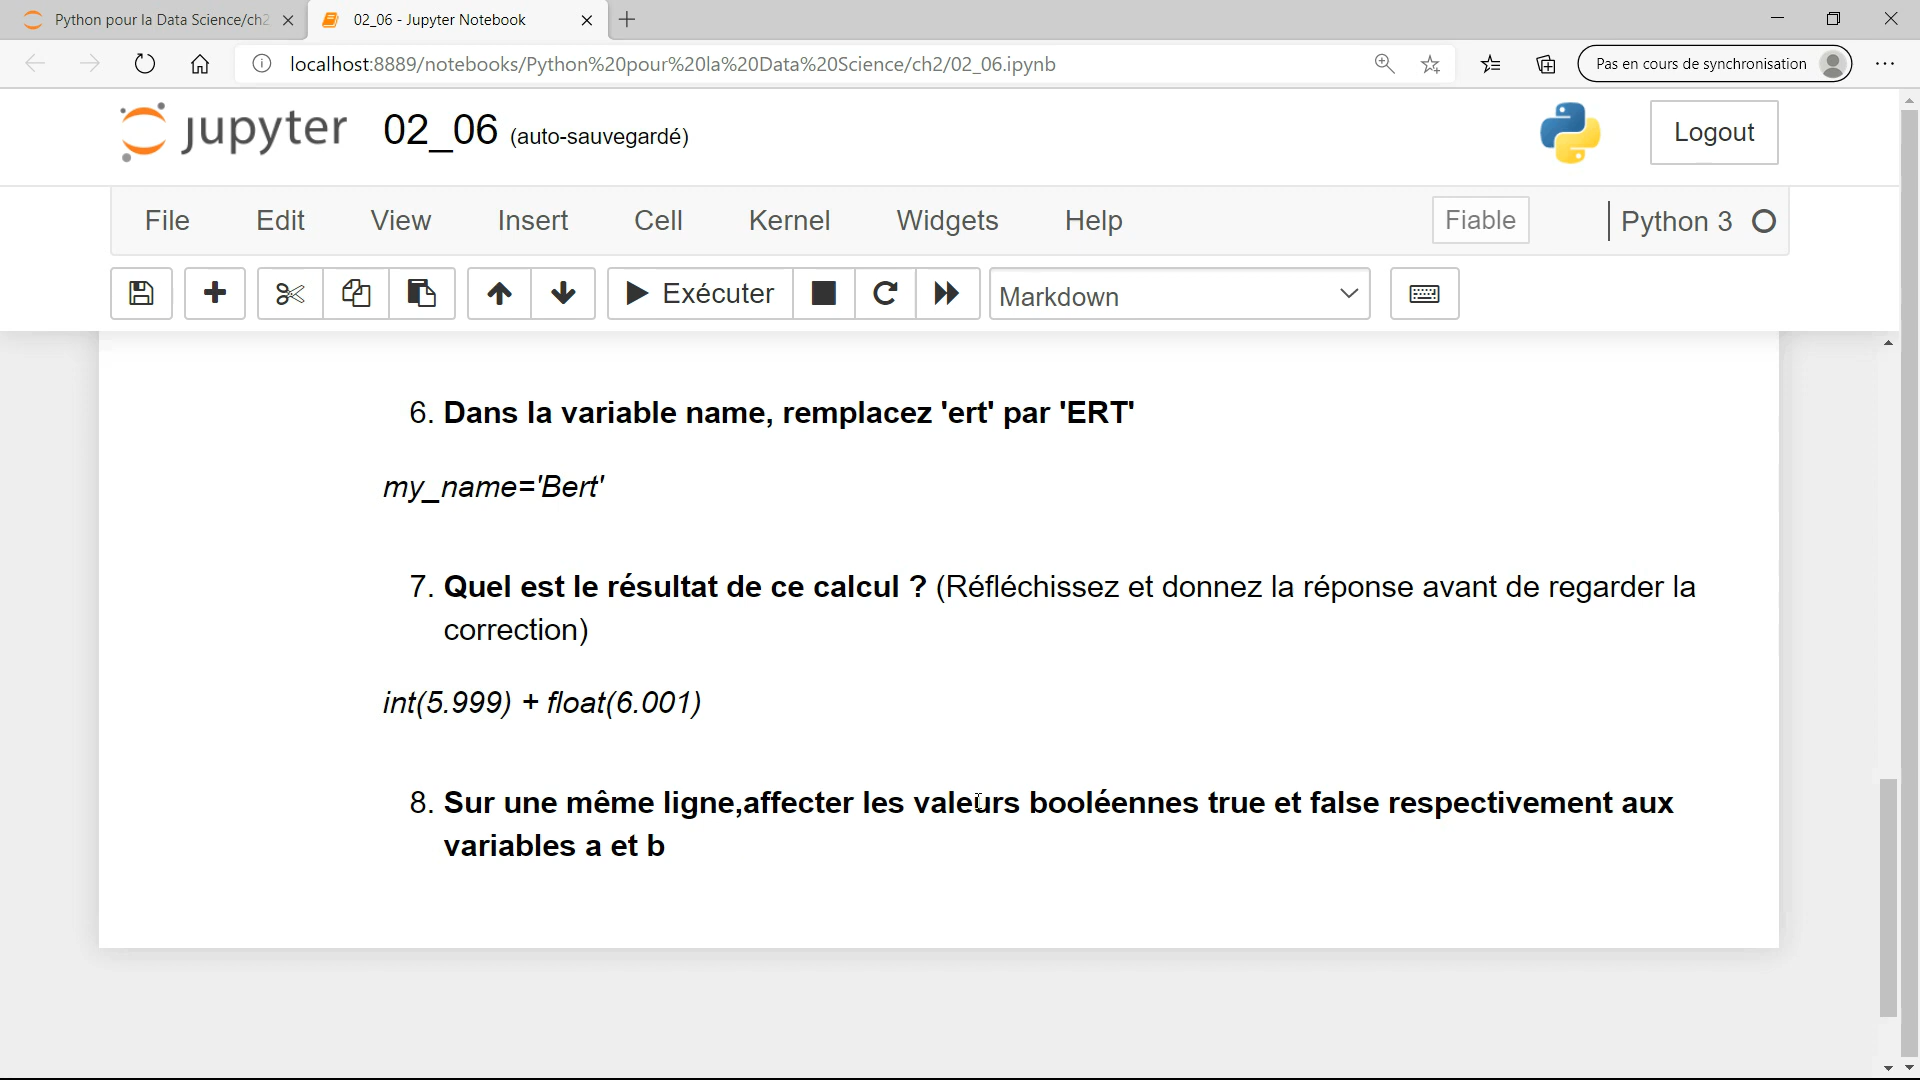 Python pour la Data Science/ch2
02_06 - Jupyter Notebook
localhost:8889/notebooks/Python%20pour%20la%20Data%20Science/ch2/02_06.ipynb
Pas en cours de synchronisation
jupyter 02_06 (auto-sauvegardé)
Logout
File Edit View Insert Cell Kernel Widgets Help
Fiable
Python 3
Exécuter
Markdown
6. Dans la variable name, remplacez 'ert' par 'ERT'
my_name='Bert'
7. Quel est le résultat de ce calcul ? (Réfléchissez et donnez la réponse avant de regarder la
correction)
int(5.999) + float(6.001)
8. Sur une même ligne,affecter les valeurs booléennes true et false respectivement aux
variables a et b